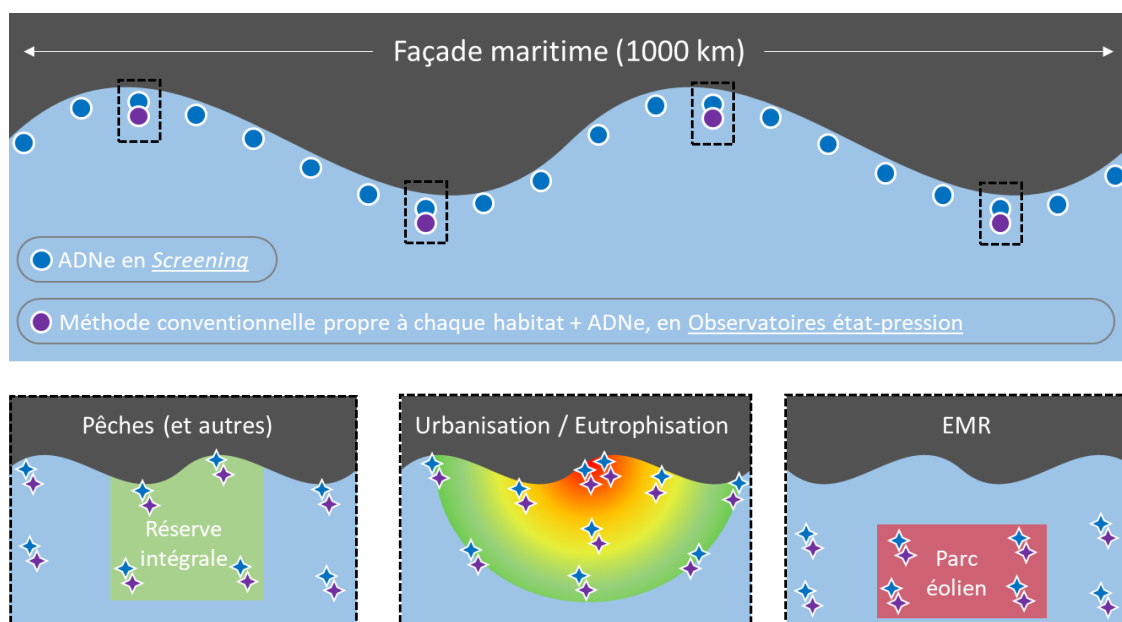 Façade maritime (1000 km)
ADNe en Screening
Méthode conventionnelle propre à chaque habitat + ADNe, en Observatoires état-pression
Pêches (et autres)
Réserve
intégrale
Urbanisation / Eutrophisation
EMR
Parc
éolien